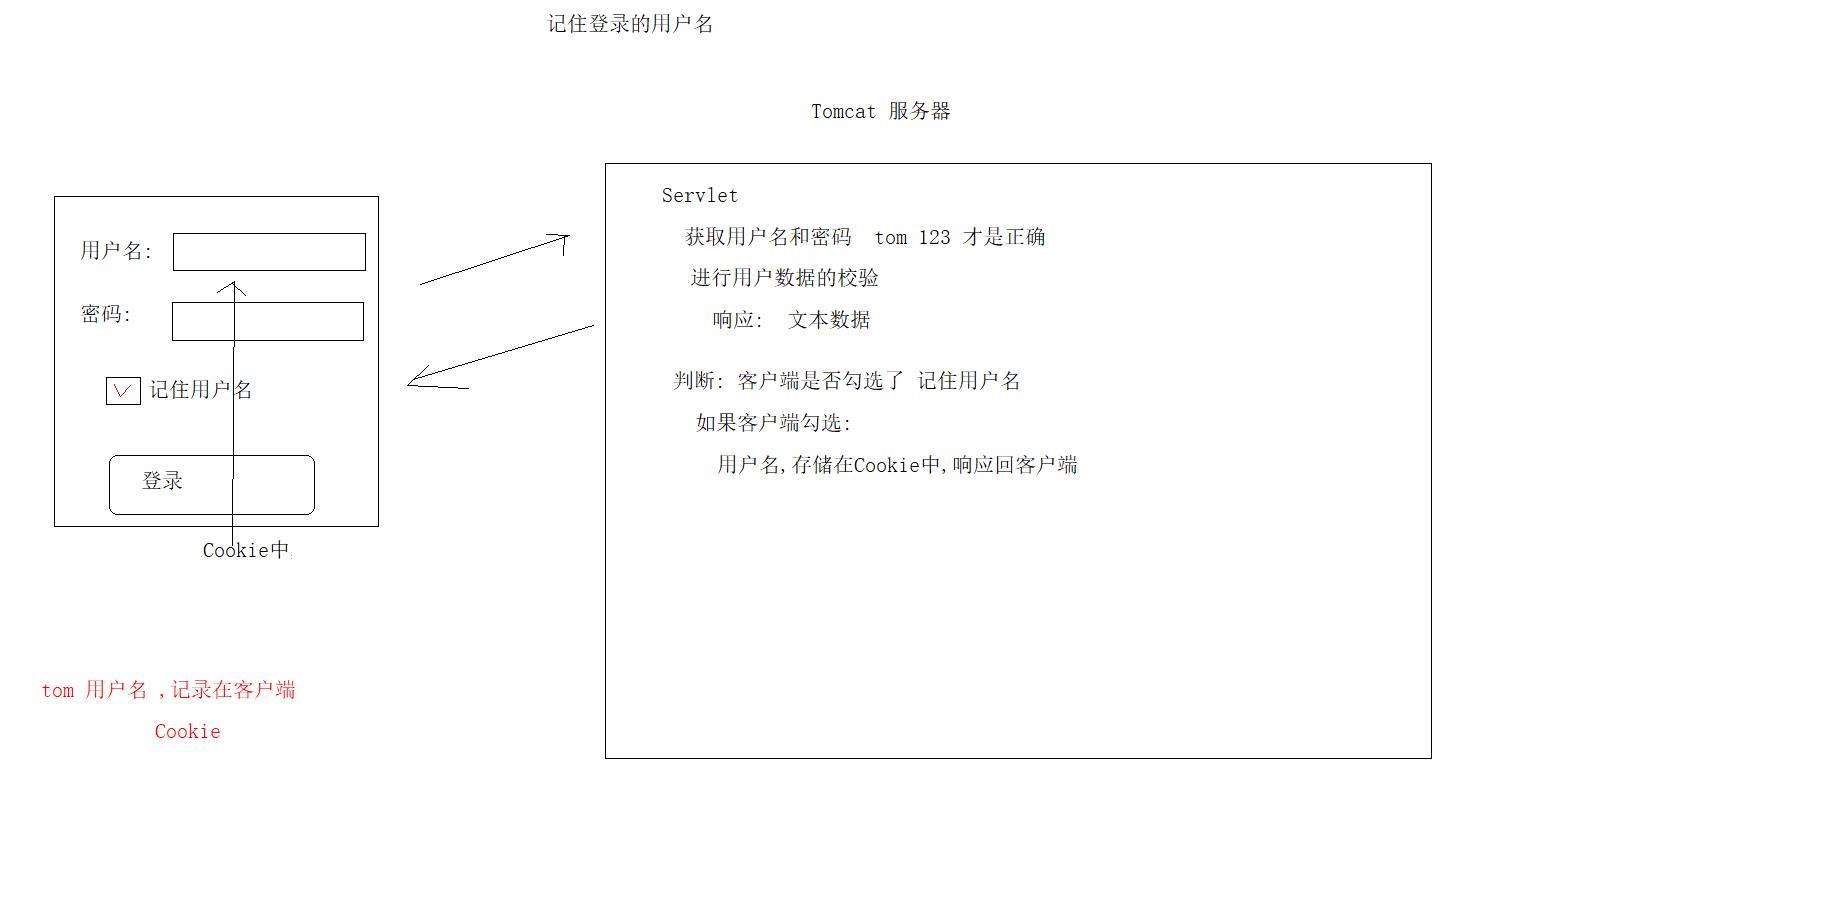 记住登录的用户名
Tomcat 服务器
用户名:
密码:
记住用户名
登录
Cookie中
tom 用户名 ,记录在客户端
Cookie
Servlet
获取用户名和密码 tom 123 才是正确
进行用户数据的校验
响应: 文本数据
判断: 客户端是否勾选了 记住用户名
如果客户端勾选:
用户名,存储在Cookie中,响应回客户端